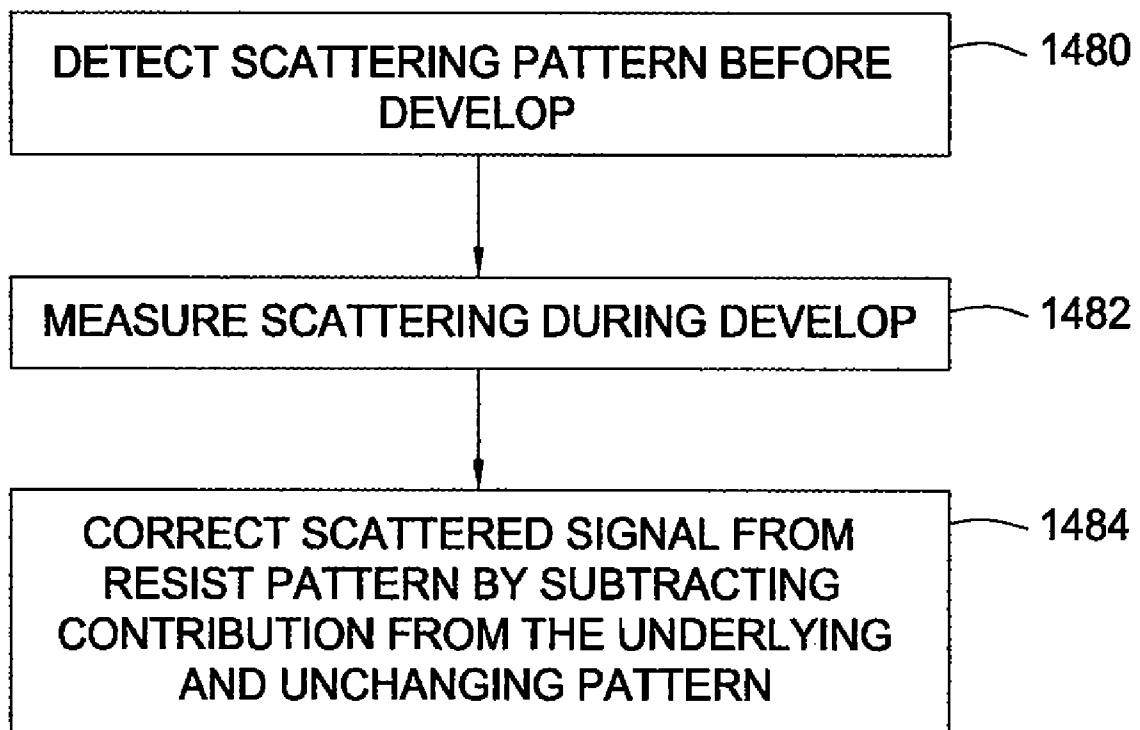 DETECT SCATTERING PATTERN BEFORE
DEVELOP
1480
MEASURE SCATTERING DURING DEVELOP
1482
CORRECT SCATTERED SIGNAL FROM
RESIST PATTERN BY SUBTRACTING
CONTRIBUTION FROM THE UNDERLYING
AND UNCHANGING PATTERN
1484